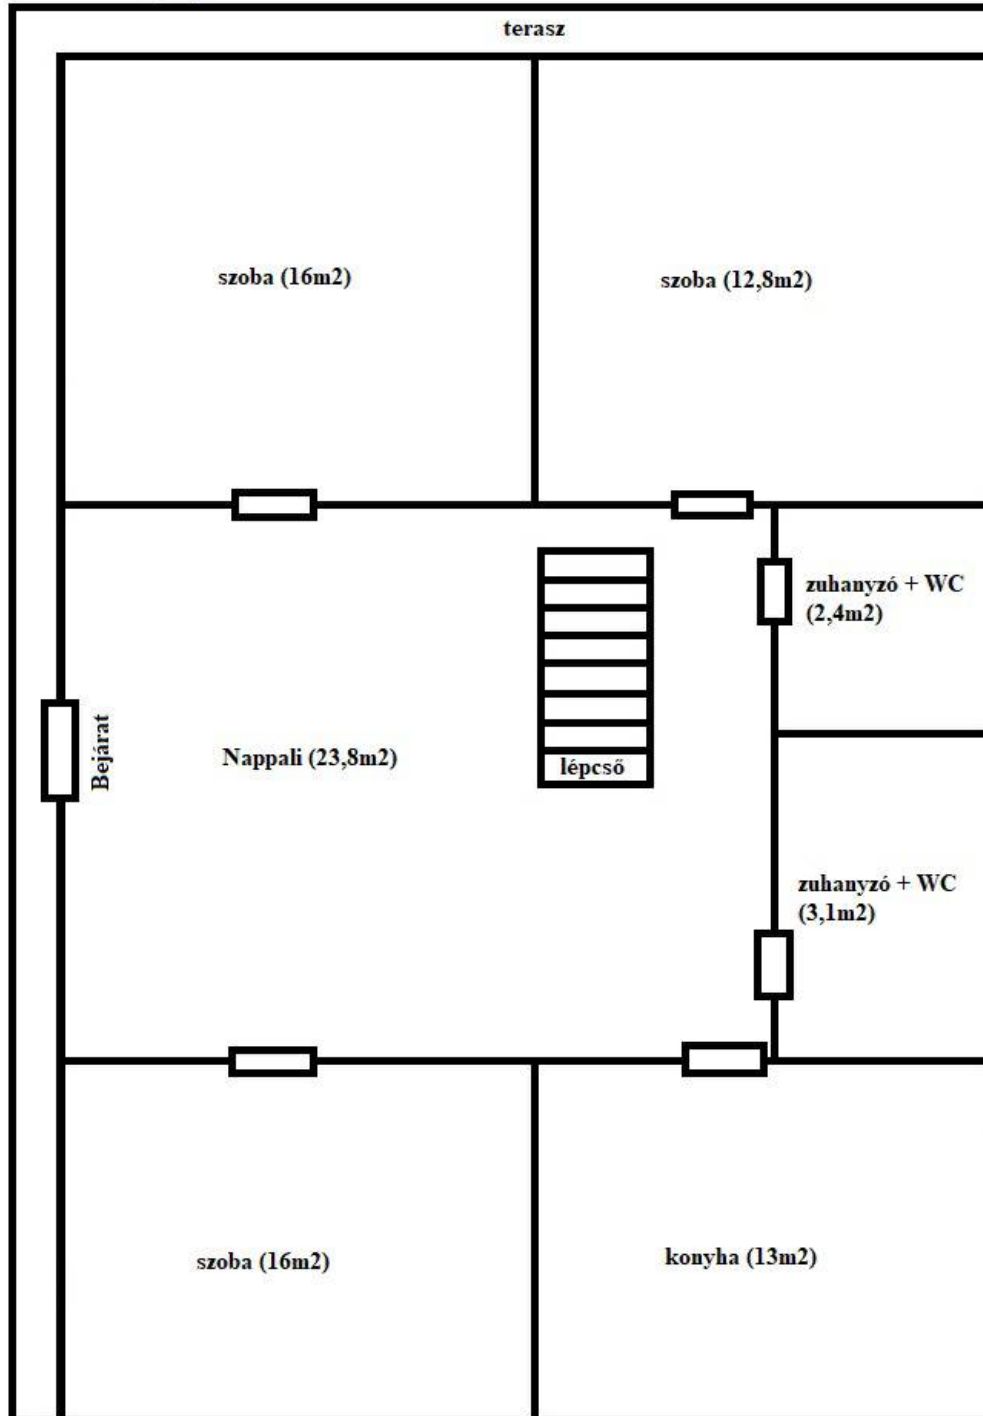 terasz
szoba (16m2)
szoba (12,8m2)
zuhanyzó + WC
(2,4m2)
Bejárat
Nappali (23,8m2)
lépcső
zuhanyzó + WC
(3,1m2)
szoba (16m2)
konyha (13m2)